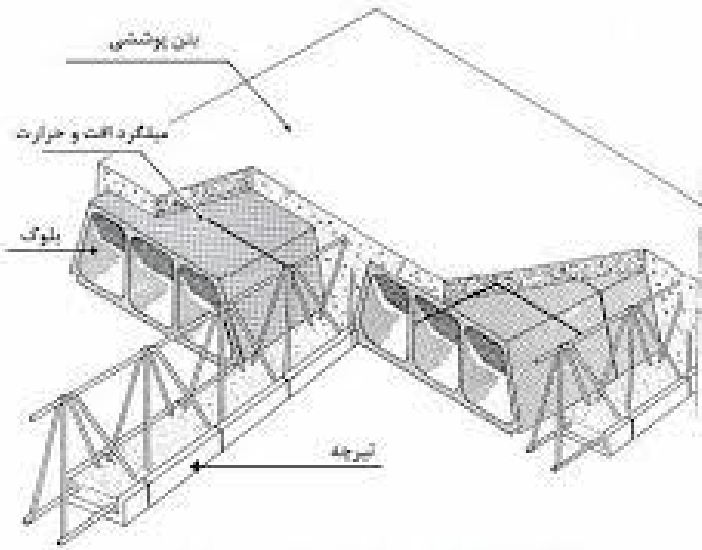 بتن پوششی
میلگرد افت و حرارت
بلوک
تیرچه